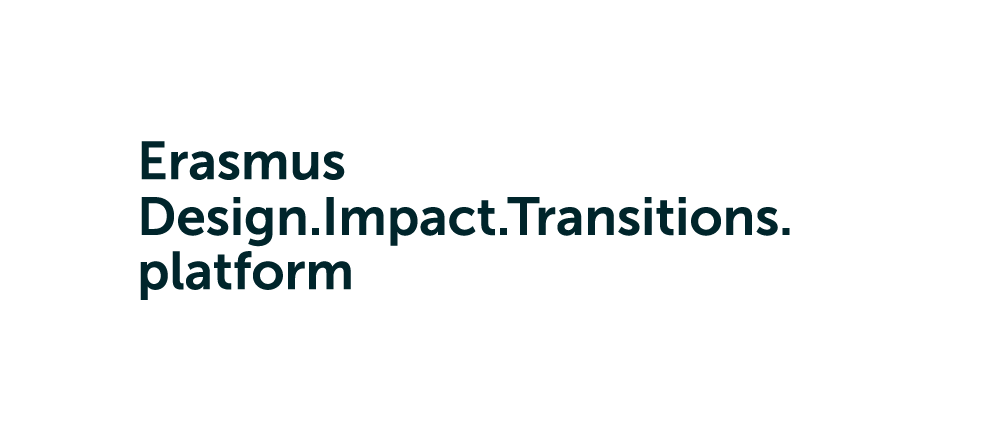 Erasmus
Design.Impact.Transitions.
platform